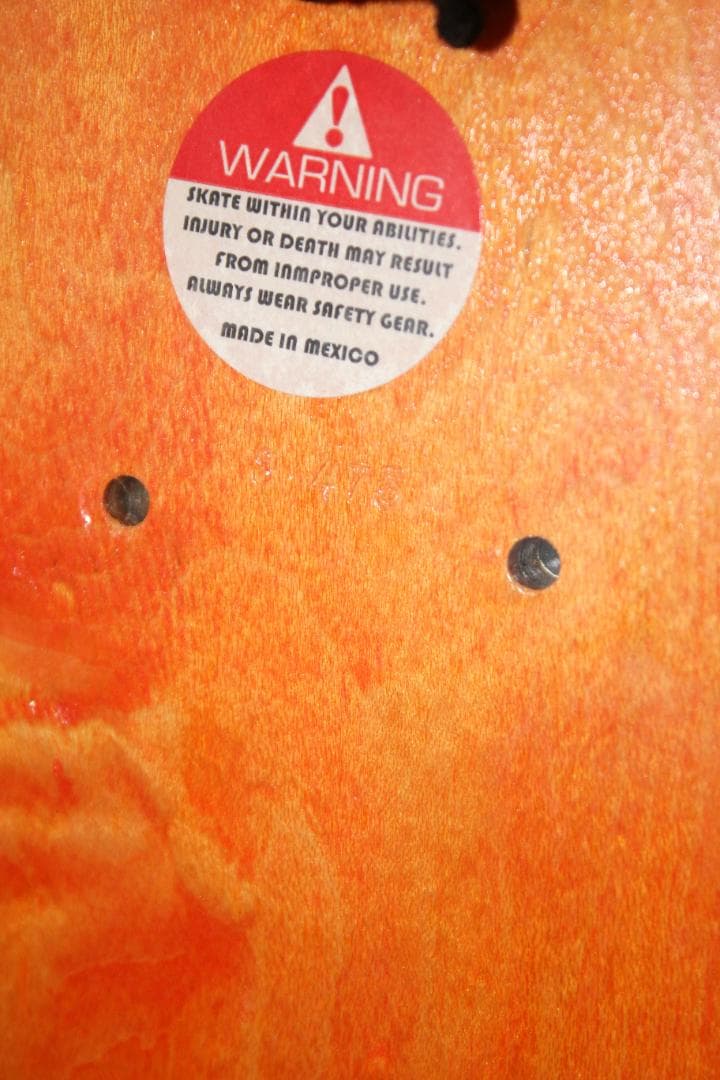 WARNING
SKATE WITHIN YOUR ABILITIES.
INJURY OR DEATH MAY RESULT
FROM INMPROPER USE.
ALWAYS WEAR SAFETY GEAR.
MADE IN MEXICO